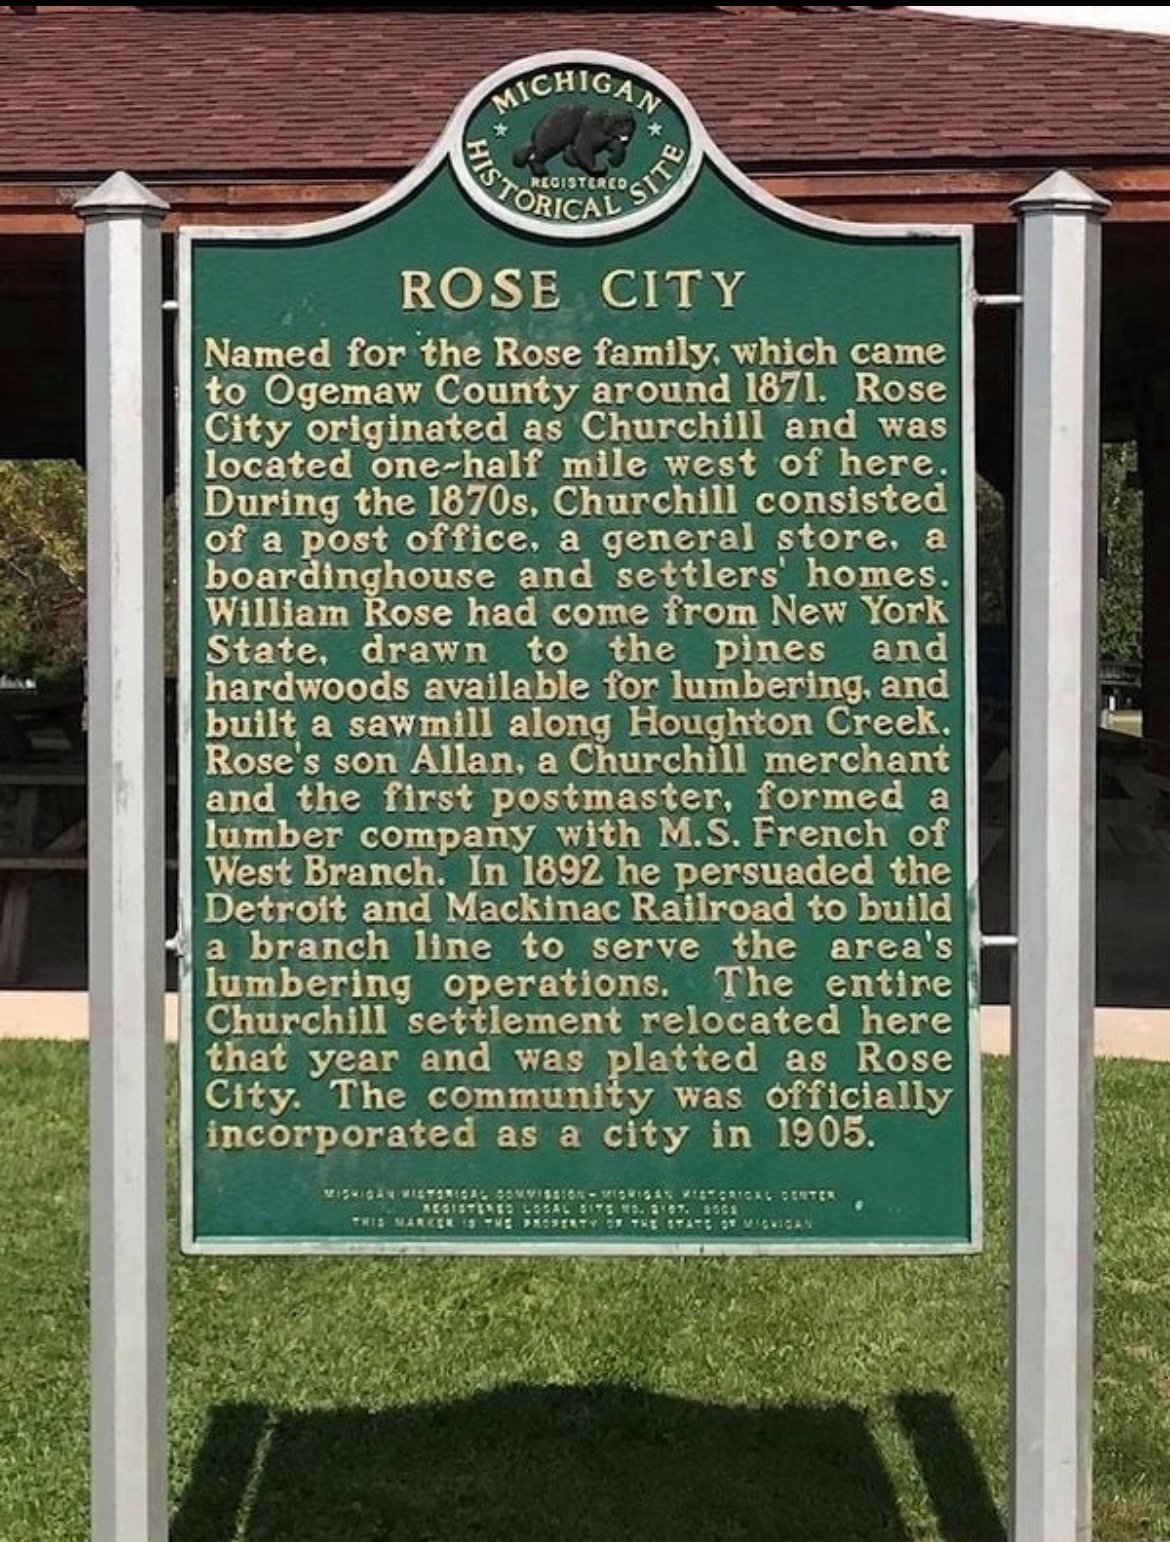 MICHIGAN
REGISTERED
HISTORICAL SITE
ROSE CITY
Named for the Rose family, which came
to Ogemaw County around 1871. Rose
City originated as Churchill and was
located one-half mile west of here.
During the 1870s, Churchill consisted
of a post office, a general store, a
boardinghouse and settlers' homes.
William Rose had come from New York
State, drawn to the pines and
hardwoods available for lumbering, and
built a sawmill along Houghton Creek.
Rose's son Allan, a Churchill merchant
and the first postmaster, formed a
lumber company with M.S. French of
West Branch. In 1892 he persuaded the
Detroit and Mackinac Railroad to build
a branch line to serve the area's
lumbering operations. The entire
Churchill settlement relocated here
that year and was platted as Rose
City. The community was officially
incorporated as a city in 1905.
MICHIGAN HISTORICAL COMMISSION-MICHIGAN HISTORICAL CENTER
REGISTERED LOCAL SITE NO.
THIS MARKER IS THE PROPERTY OF THE STATE OF MICHIGAN